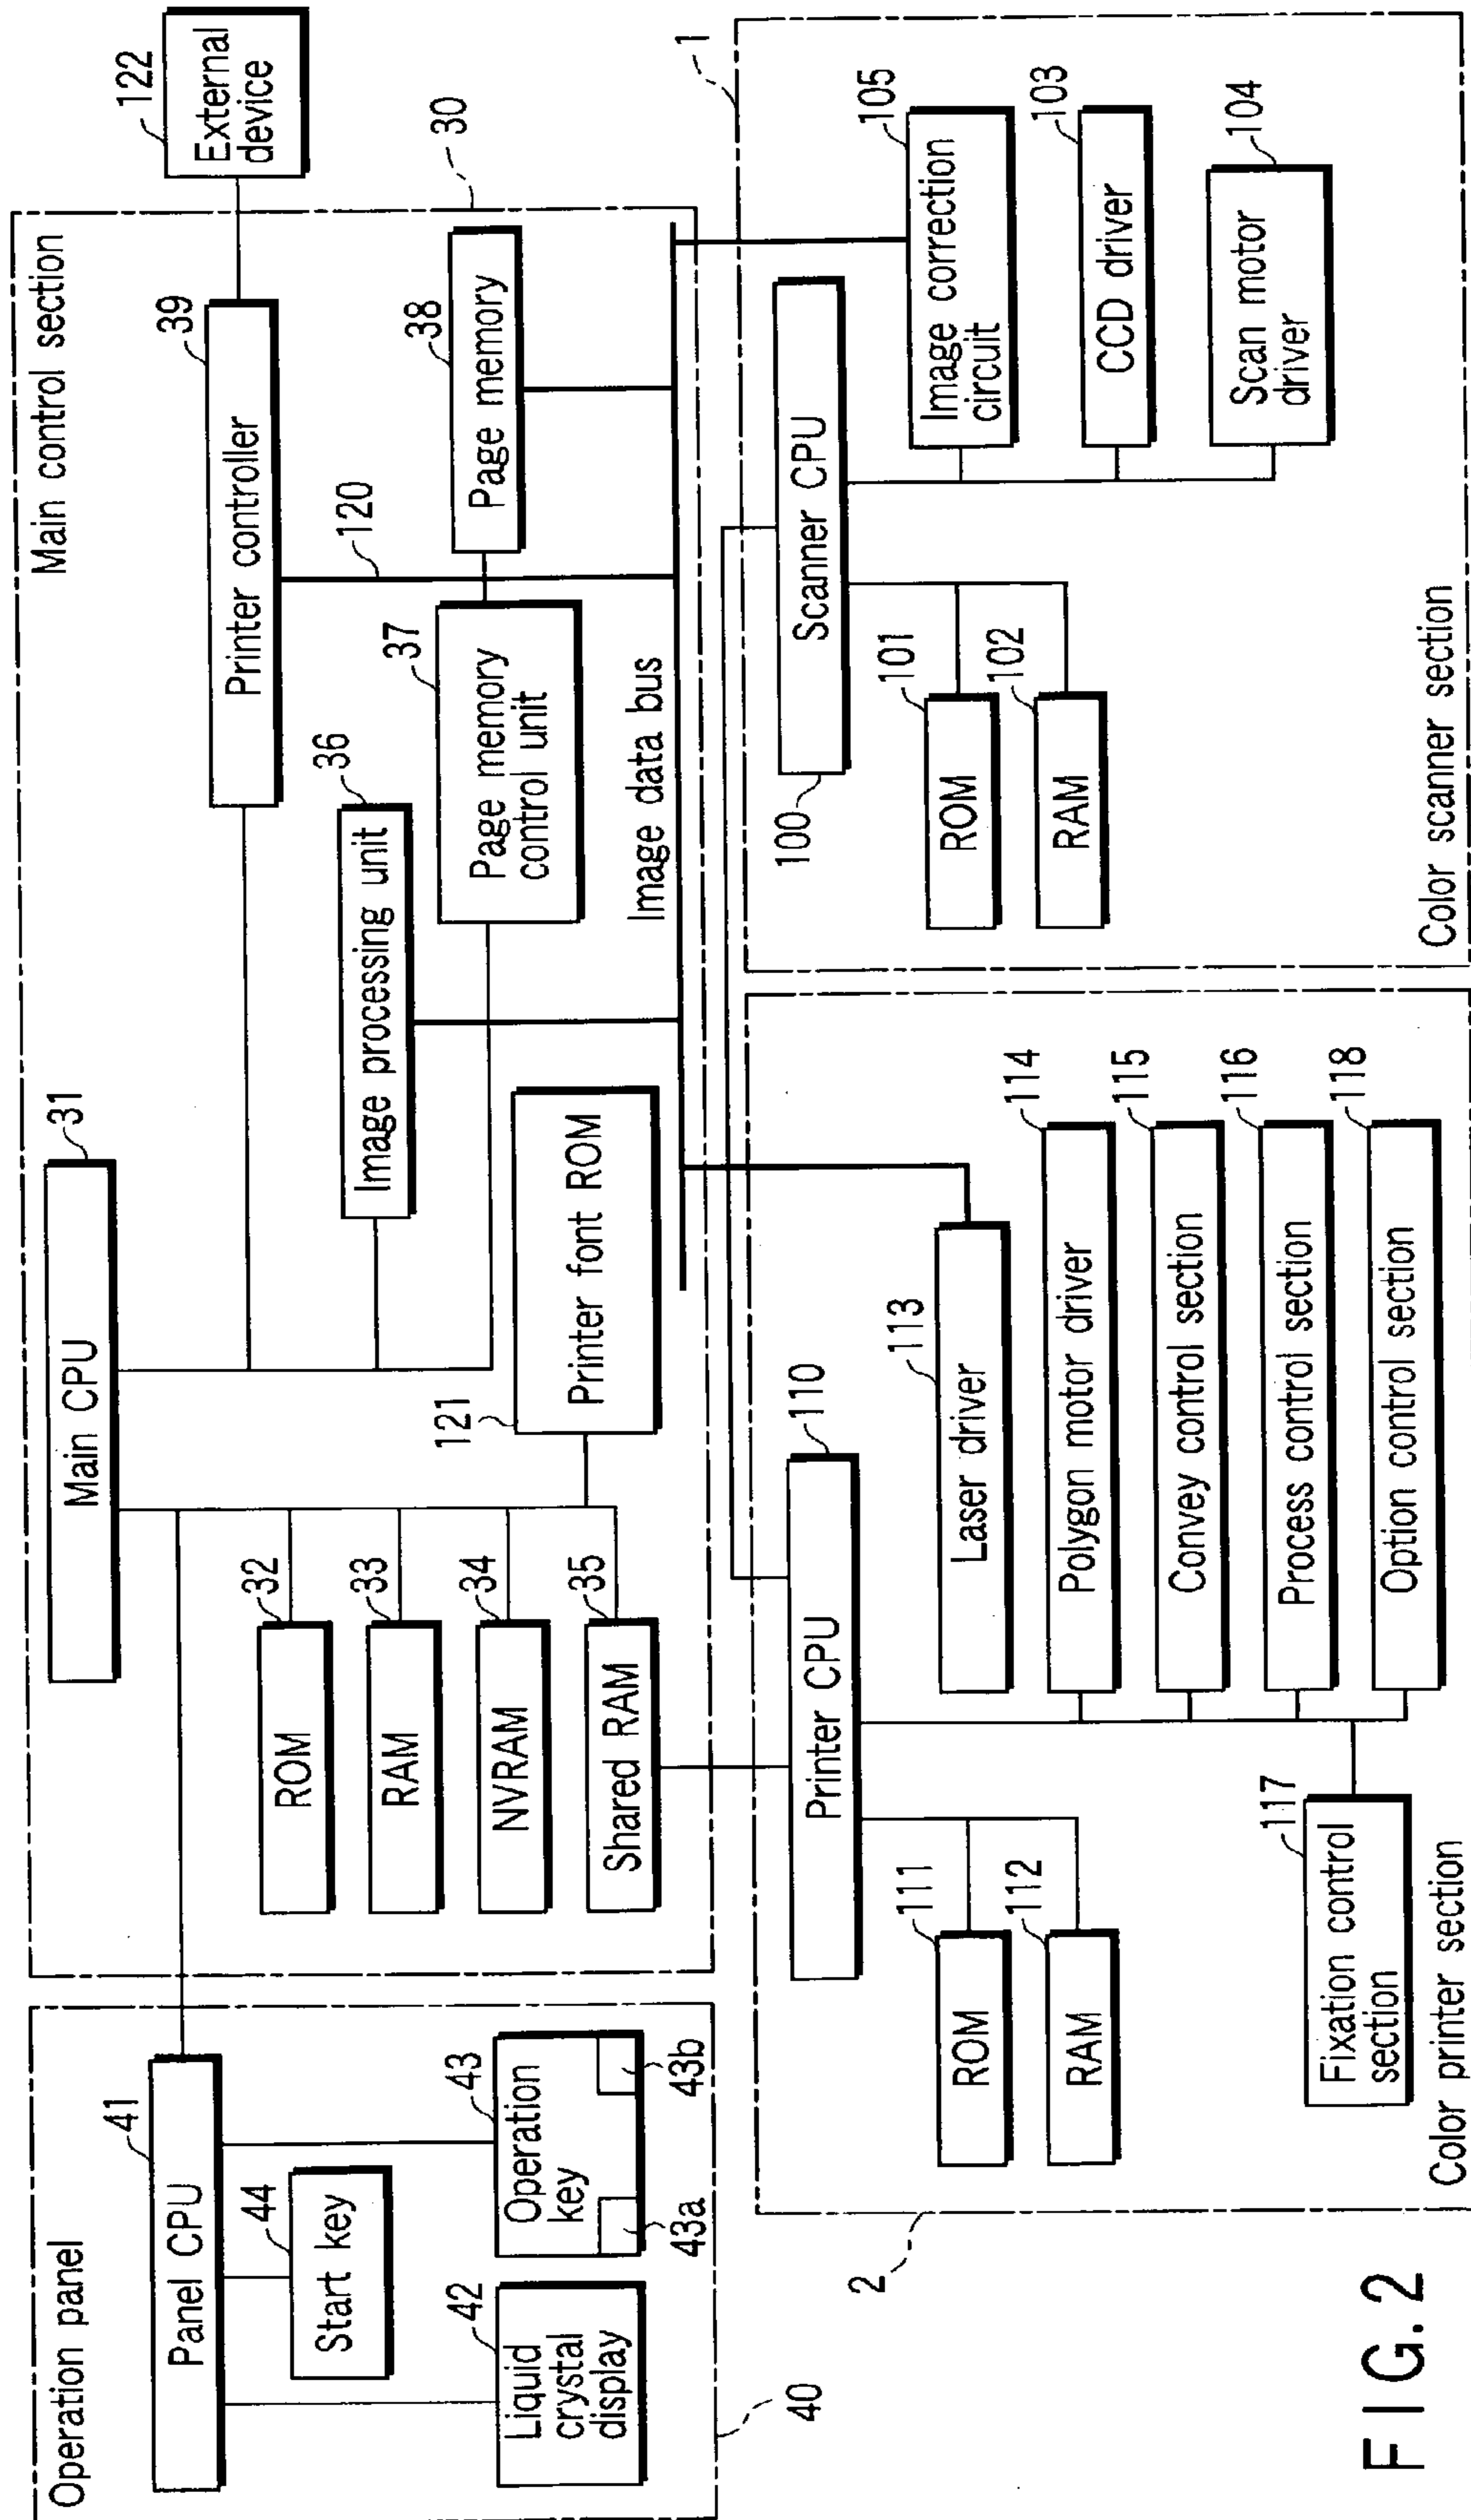 Operation panel
Panel CPU
41
Start key
44
Liquid
crystal
display
42
Operation
key
43
43a
43b
40
Main control section
30
Main CPU
31
ROM
32
RAM
33
NVRAM
34
Shared RAM
35
Printer font ROM
121
Image processing unit
36
Page memory
control unit
37
Page memory
38
Printer controller
39
120
Image data bus
External
device
122
Color printer section
2
Printer CPU
110
ROM
111
RAM
112
Laser driver
113
Polygon motor driver
114
Convey control section
115
Process control section
116
Fixation control
section
117
Option control section
118
Color scanner section
1
Scanner CPU
100
ROM
101
RAM
102
Image correction
circuit
105
CCD driver
103
Scan motor
driver
104
FIG. 2